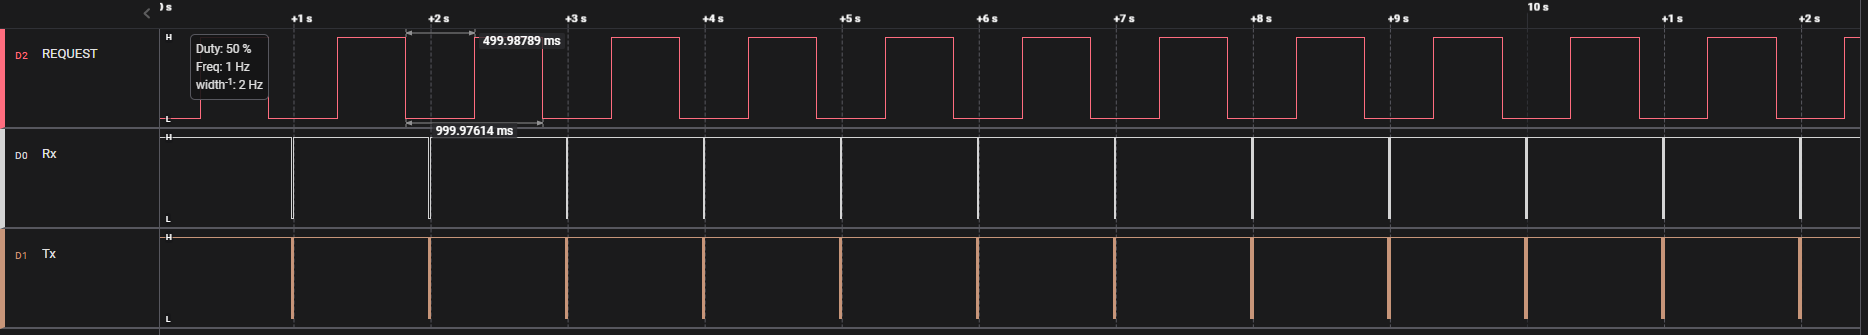 0 s
+1 s
+2 s
+3 s
+4 s
+5 s
+6 s
+7 s
+8 s
+9 s
10 s
+1 s
+2 s
D2 REQUEST
H
L
Duty: 50 %
Freq: 1 Hz
width⁻¹: 2 Hz
499.98789 ms
999.97614 ms
D0 Rx
H
L
D1 Tx
H
L